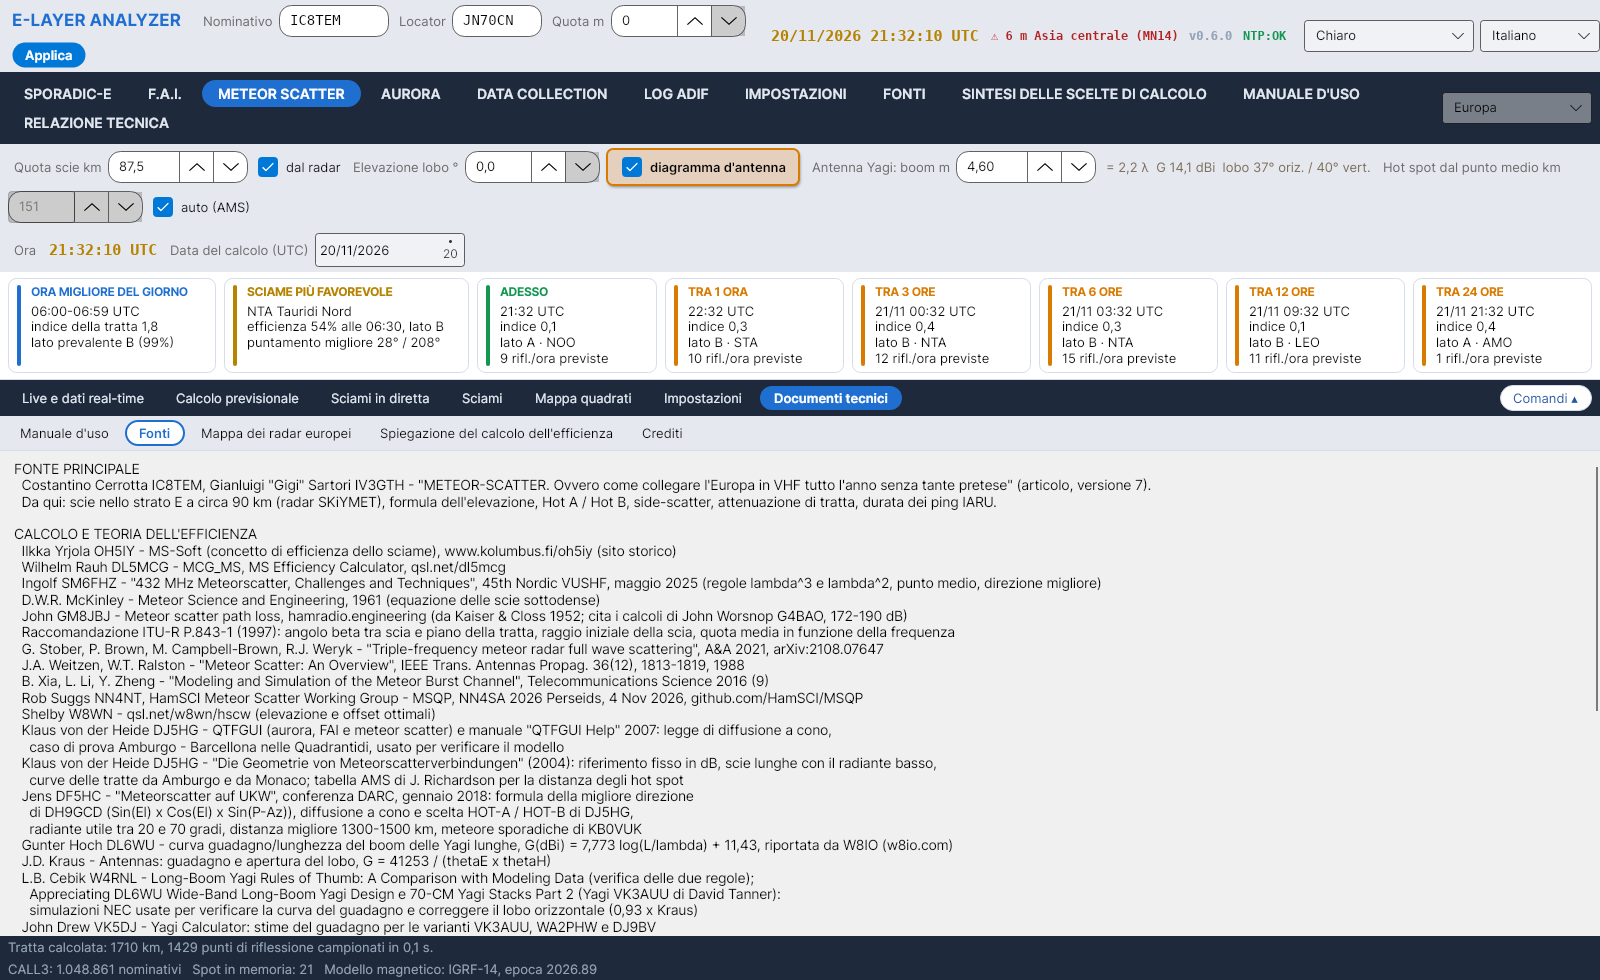 E-LAYER ANALYZER Nominativo IC8TEM Locator JN70CN Quota m 0
20/11/2026 21:32:10 UTC ⚠ 6 m Asia centrale (MN14) v0.6.0 NTP:OK Chiaro Italiano
Applica
SPORADIC-E F.A.I. METEOR SCATTER AURORA DATA COLLECTION LOG ADIF IMPOSTAZIONI FONTI SINTESI DELLE SCELTE DI CALCOLO MANUALE D'USO
RELAZIONE TECNICA
Europa
Quota scie km 87,5 dal radar Elevazione lobo ° 0,0 diagramma d'antenna Antenna Yagi: boom m 4,60 = 2,2 λ G 14,1 dBi lobo 37° oriz. / 40° vert. Hot spot dal punto medio km
151 auto (AMS)
Ora 21:32:10 UTC Data del calcolo (UTC) 20/11/2026 20
ORA MIGLIORE DEL GIORNO
06:00-06:59 UTC
indice della tratta 1,8
lato prevalente B (99%)
SCIAME PIÙ FAVOREVOLE
NTA Tauridi Nord
efficienza 54% alle 06:30, lato B
puntamento migliore 28° / 208°
ADESSO
21:32 UTC
indice 0,1
lato A · NOO
9 rifl./ora previste
TRA 1 ORA
22:32 UTC
indice 0,3
lato B · STA
10 rifl./ora previste
TRA 3 ORE
21/11 00:32 UTC
indice 0,4
lato B · NTA
12 rifl./ora previste
TRA 6 ORE
21/11 03:32 UTC
indice 0,3
lato B · NTA
15 rifl./ora previste
TRA 12 ORE
21/11 09:32 UTC
indice 0,1
lato B · LEO
11 rifl./ora previste
TRA 24 ORE
21/11 21:32 UTC
indice 0,4
lato A · AMO
1 rifl./ora previste
Live e dati real-time Calcolo previsionale Sciami in diretta Sciami Mappa quadrati Impostazioni Documenti tecnici Comandi ▴
Manuale d'uso Fonti Mappa dei radar europei Spiegazione del calcolo dell'efficienza Crediti
FONTE PRINCIPALE
Costantino Cerrotta IC8TEM, Gianluigi "Gigi" Sartori IV3GTH - "METEOR-SCATTER. Ovvero come collegare l'Europa in VHF tutto l'anno senza tante pretese" (articolo, versione 7).
Da qui: scie nello strato E a circa 90 km (radar SKiYMET), formula dell'elevazione, Hot A / Hot B, side-scatter, attenuazione di tratta, durata dei ping IARU.
CALCOLO E TEORIA DELL'EFFICIENZA
Ilkka Yrjola OH5IY - MS-Soft (concetto di efficienza dello sciame), www.kolumbus.fi/oh5iy (sito storico)
Wilhelm Rauh DL5MCG - MCG_MS, MS Efficiency Calculator, qsl.net/dl5mcg
Ingolf SM6FHZ - "432 MHz Meteorscatter, Challenges and Techniques", 45th Nordic VUSHF, maggio 2025 (regole lambda^3 e lambda^2, punto medio, direzione migliore)
D.W.R. McKinley - Meteor Science and Engineering, 1961 (equazione delle scie sottodense)
John GM8JBJ - Meteor scatter path loss, hamradio.engineering (da Kaiser & Closs 1952; cita i calcoli di John Worsnop G4BAO, 172-190 dB)
Raccomandazione ITU-R P.843-1 (1997): angolo beta tra scia e piano della tratta, raggio iniziale della scia, quota media in funzione della frequenza
G. Stober, P. Brown, M. Campbell-Brown, R.J. Weryk - "Triple-frequency meteor radar full wave scattering", A&A 2021, arXiv:2108.07647
J.A. Weitzen, W.T. Ralston - "Meteor Scatter: An Overview", IEEE Trans. Antennas Propag. 36(12), 1813-1819, 1988
B. Xia, L. Li, Y. Zheng - "Modeling and Simulation of the Meteor Burst Channel", Telecommunications Science 2016 (9)
Rob Suggs NN4NT, HamSCI Meteor Scatter Working Group - MSQP, NN4SA 2026 Perseids, 4 Nov 2026, github.com/HamSCI/MSQP
Shelby W8WN - qsl.net/w8wn/hscw (elevazione e offset ottimali)
Klaus von der Heide DJ5HG - QTFGUI (aurora, FAI e meteor scatter) e manuale "QTFGUI Help" 2007: legge di diffusione a cono,
caso di prova Amburgo - Barcellona nelle Quadrantidi, usato per verificare il modello
Klaus von der Heide DJ5HG - "Die Geometrie von Meteorscatterverbindungen" (2004): riferimento fisso in dB, scie lunghe con il radiante basso,
curve delle tratte da Amburgo e da Monaco; tabella AMS di J. Richardson per la distanza degli hot spot
Jens DF5HC - "Meteorscatter auf UKW", conferenza DARC, gennaio 2018: formula della migliore direzione
di DH9GCD (Sin(El) x Cos(El) x Sin(P-Az)), diffusione a cono e scelta HOT-A / HOT-B di DJ5HG,
radiante utile tra 20 e 70 gradi, distanza migliore 1300-1500 km, meteore sporadiche di KB0VUK
Gunter Hoch DL6WU - curva guadagno/lunghezza del boom delle Yagi lunghe, G(dBi) = 7,773 log(L/lambda) + 11,43, riportata da W8IO (w8io.com)
J.D. Kraus - Antennas: guadagno e apertura del lobo, G = 41253 / (thetaE x thetaH)
L.B. Cebik W4RNL - Long-Boom Yagi Rules of Thumb: A Comparison with Modeling Data (verifica delle due regole);
Appreciating DL6WU Wide-Band Long-Boom Yagi Design e 70-CM Yagi Stacks Part 2 (Yagi VK3AUU di David Tanner):
simulazioni NEC usate per verificare la curva del guadagno e correggere il lobo orizzontale (0,93 x Kraus)
John Drew VK5DJ - Yagi Calculator: stime del guadagno per le varianti VK3AUU, WA2PHW e DJ9BV
Tratta calcolata: 1710 km, 1429 punti di riflessione campionati in 0,1 s.
CALL3: 1.048.861 nominativi Spot in memoria: 21 Modello magnetico: IGRF-14, epoca 2026.89